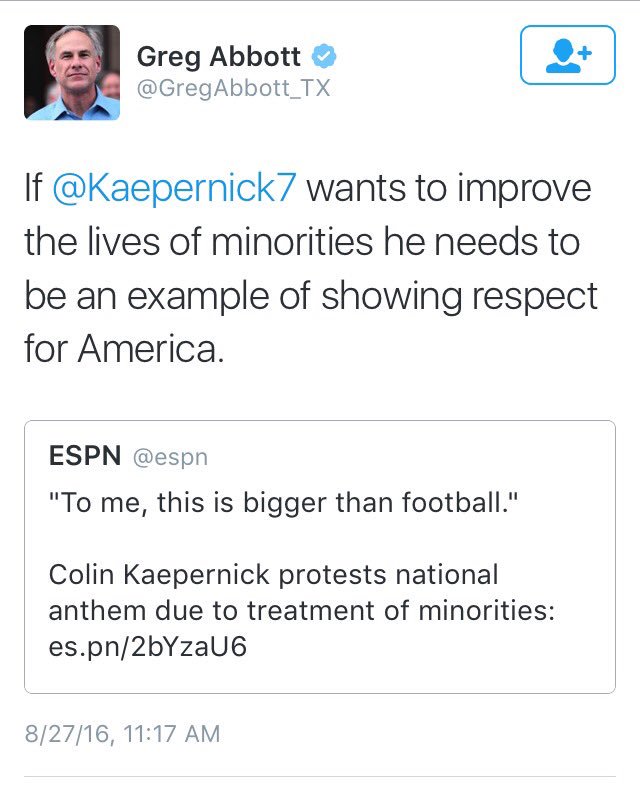 Greg Abbott
@GregAbbott_TX
If @Kaepernick7 wants to improve
the lives of minorities he needs to
be an example of showing respect
for America.
ESPN @espn
"To me, this is bigger than football."
Colin Kaepernick protests national
anthem due to treatment of minorities:
es.pn/2bYzaU6
8/27/16, 11:17 AM